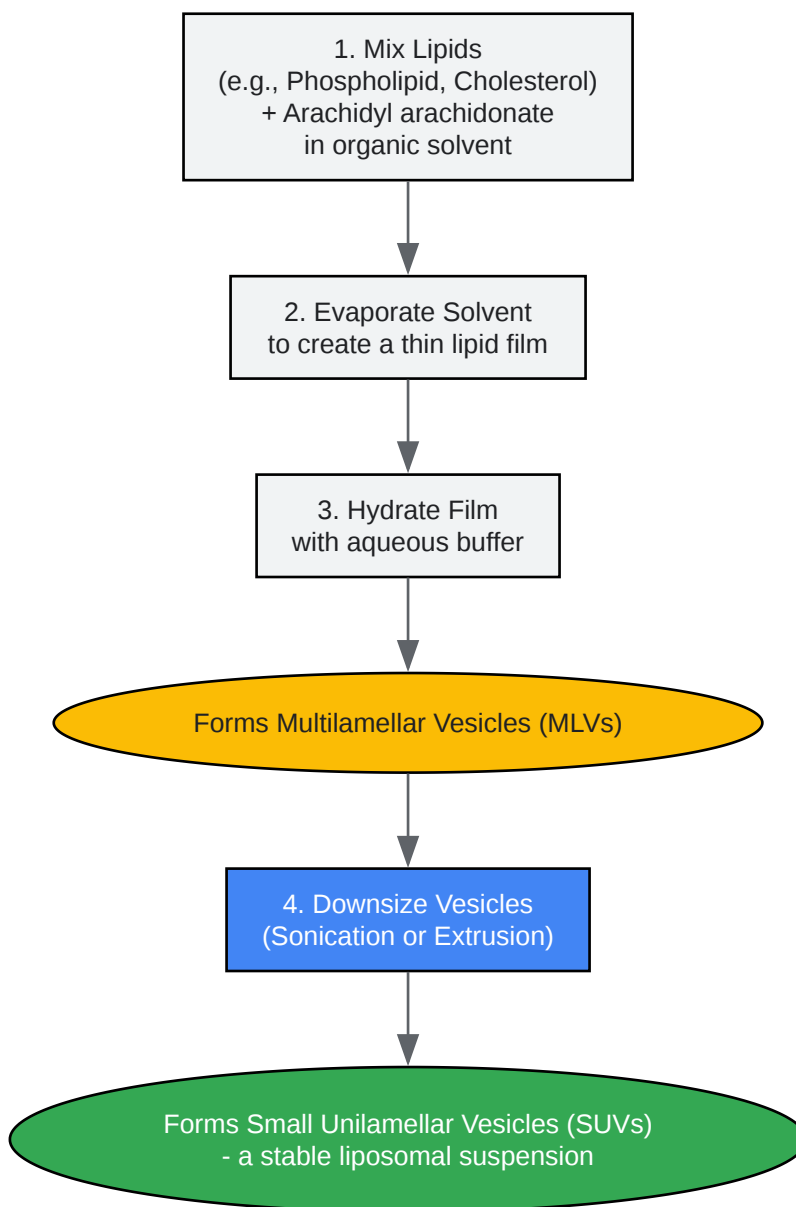 1. Mix Lipids
(e.g., Phospholipid, Cholesterol)
+ Arachidyl arachidonate
in organic solvent
2. Evaporate Solvent
to create a thin lipid film
3. Hydrate Film
with aqueous buffer
Forms Multilamellar Vesicles (MLVs)
4. Downsize Vesicles
(Sonication or Extrusion)
Forms Small Unilamellar Vesicles (SUVs)
- a stable liposomal suspension